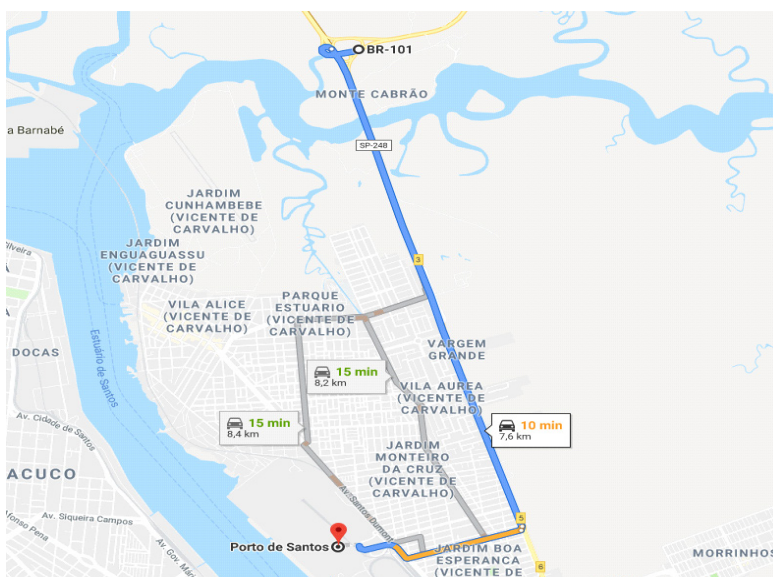 BR-101
MONTE CABRÃO
a Barnabé
SP-248
JARDIM
CUNHAMBEBE
(VICENTE DE
CARVALHO)
JARDIM
ENGUAGUASSU
(VICENTE DE
CARVALHO)
Silveira
3
PARQUE
ESTUARIO
(VICENTE DE
CARVALHO)
VILA ALICE
(VICENTE DE
CARVALHO)
Estuário de Santos
DOCAS
VARGEM
GRANDE
15 min
8,2 km
VILA AUREA
(VICENTE DE
CARVALHO)
15 min
8,4 km
10 min
7,6 km
Av. Cidade de Santos
JARDIM
MONTEIRO
DA CRUZ
(VICENTE DE
CARVALHO)
ACUCO
Av. Santos Dumont
Av. Siqueira Campos
Afonso Pena
Av. Gov. Mári
5
Porto de Santos
JARDIM BOA
ESPERANCA
(VICENTE DE
MORRINHOS
6